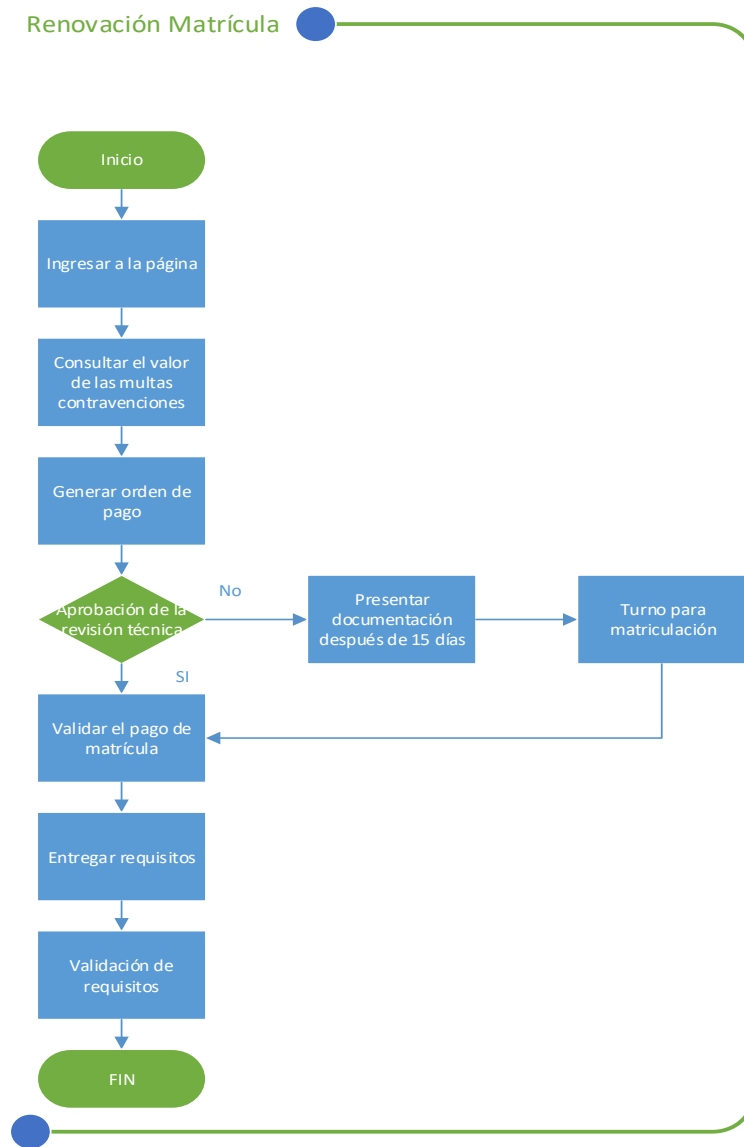 Renovación Matrícula
Inicio
Ingresar a la página
Consultar el valor
de las multas
contravenciones
Generar orden de
pago
Aprobación de la
revisión técnica
No
Presentar
documentación
después de 15 días
Turno para
matriculación
SI
Validar el pago de
matrícula
Entregar requisitos
Validación de
requisitos
FIN